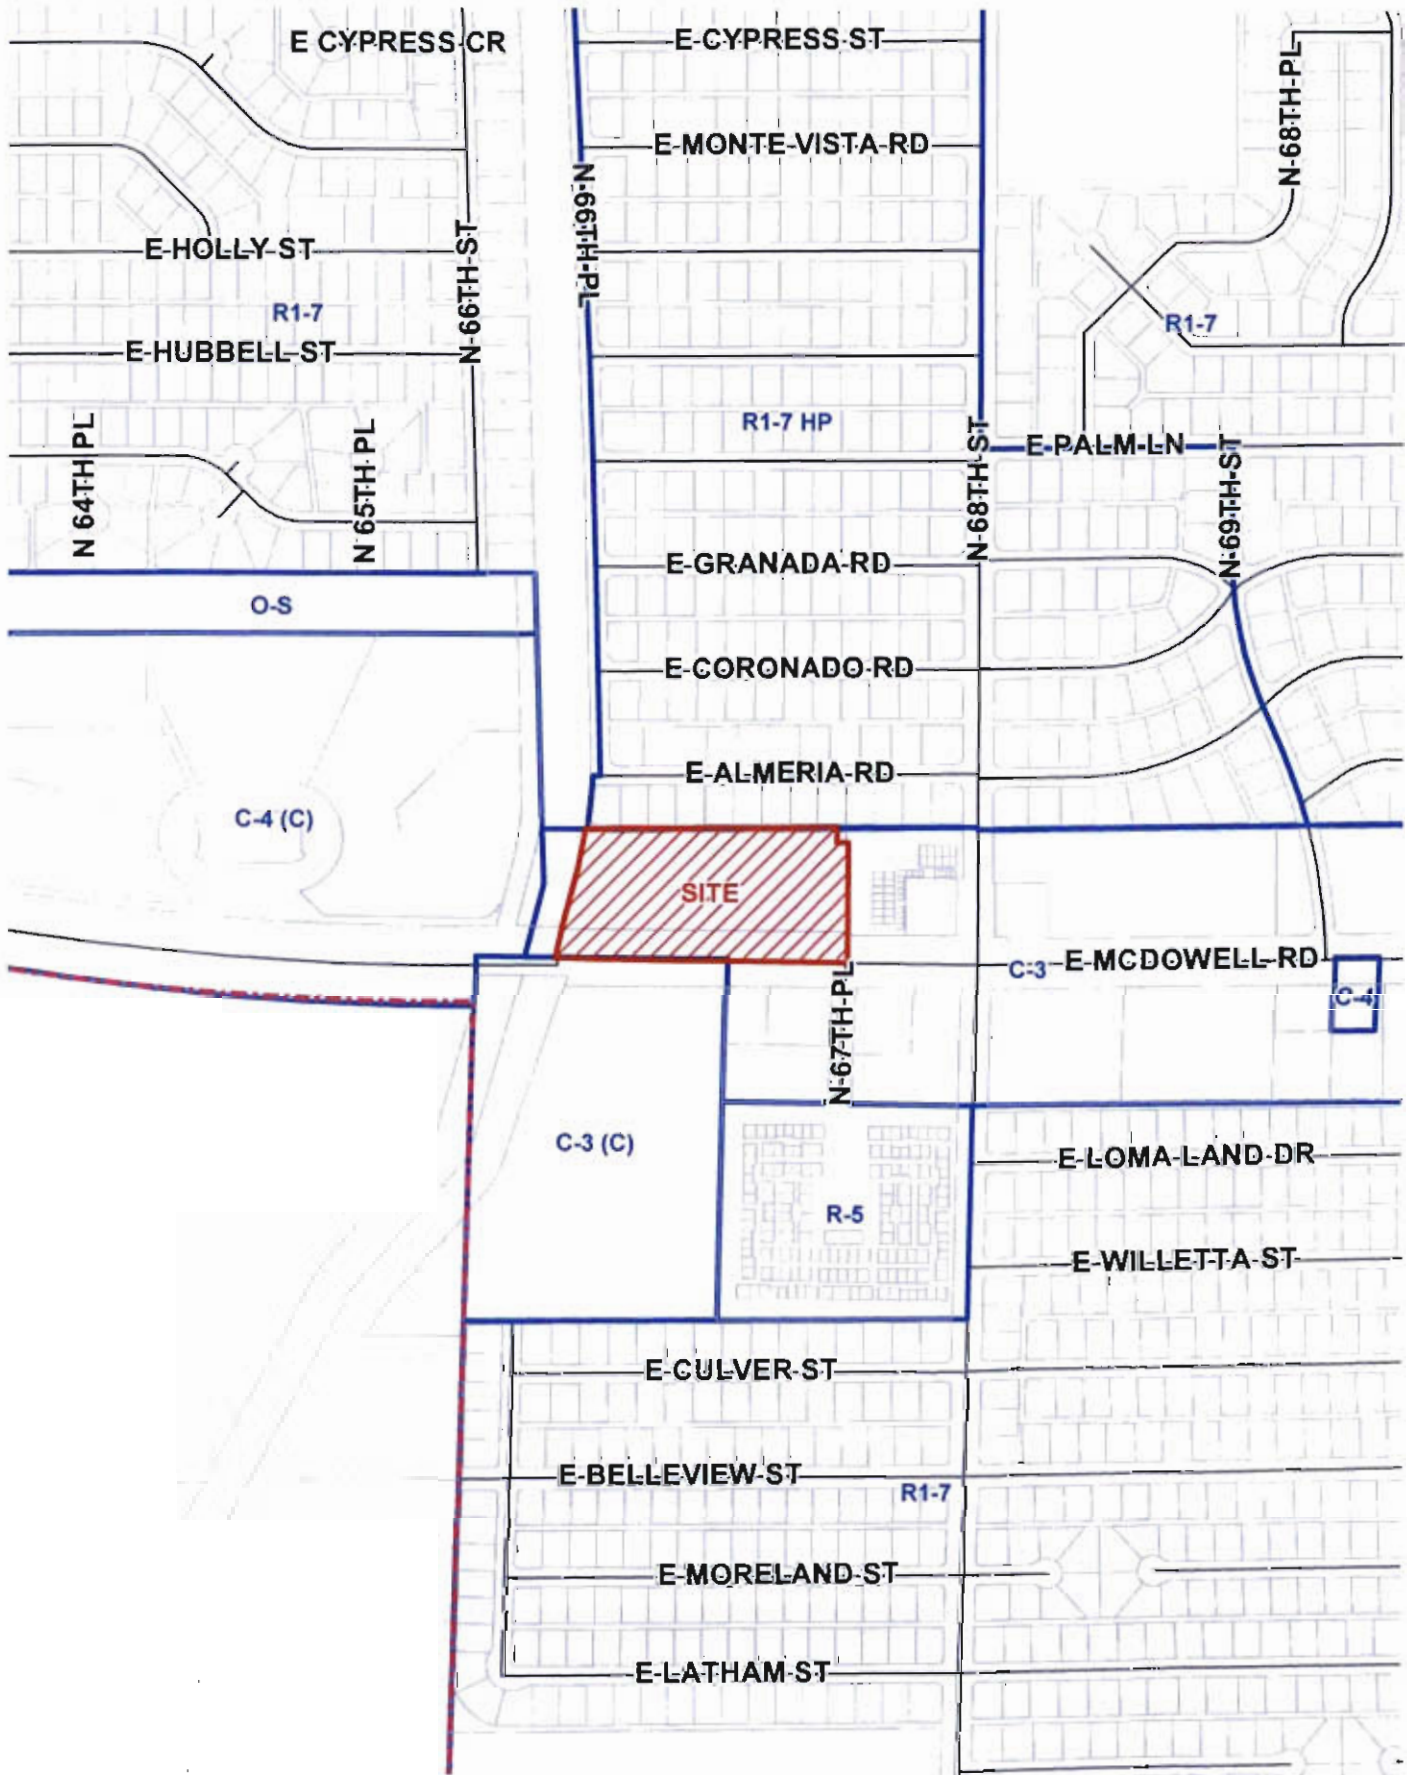 E CYPRESS CR
E CYPRESS ST
N 68TH PL
E MONTE VISTA RD
N 66TH PL
E HOLLY ST
N 66TH ST
R1-7
R1-7
E HUBBELL ST
R1-7 HP
N 64TH PL
N 65TH PL
N 68TH ST
E PALM LN
N 69TH ST
E GRANADA RD
O-S
E CORONADO RD
E ALMERIA RD
C-4 (C)
SITE
C-3
E MCDOWELL RD
C-4
N 67TH PL
C-3 (C)
E LOMA LAND DR
R-5
E WILLETTA ST
E CULVER ST
E BELLEVIEW ST
R1-7
E MORELAND ST
E LATHAM ST